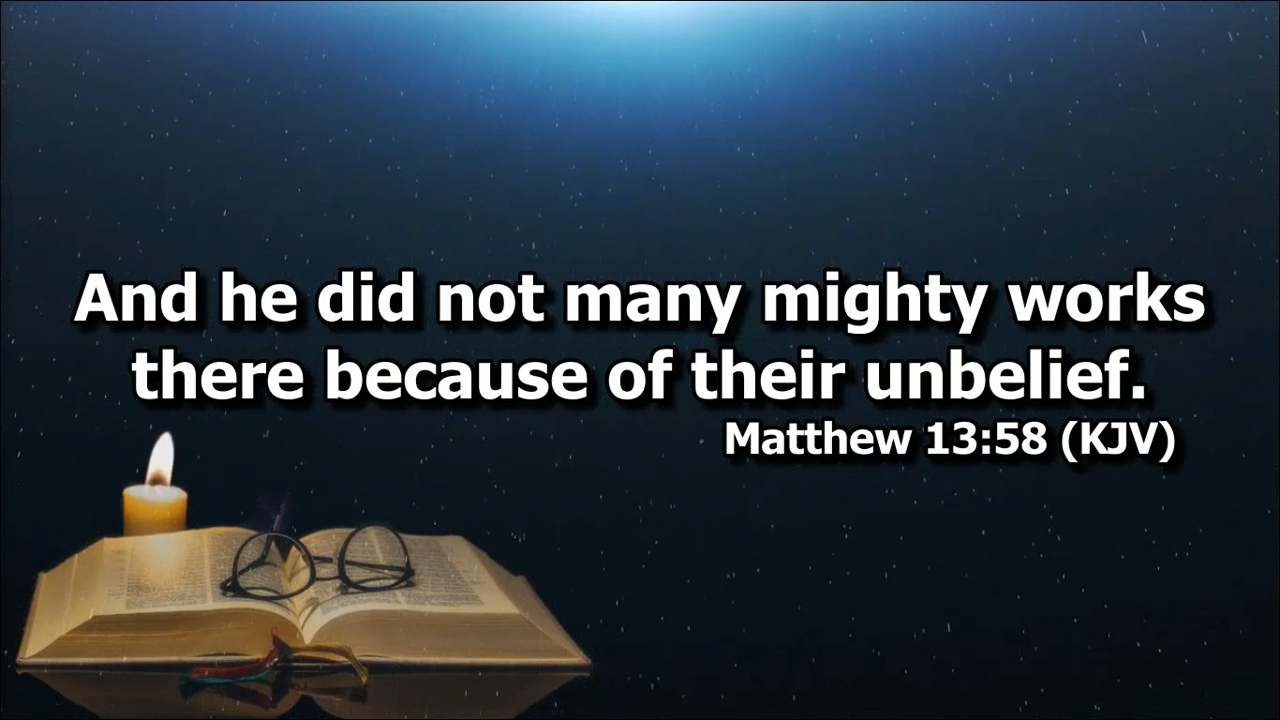 And he did not many mighty works
there because of their unbelief.
Matthew 13:58 (KJV)